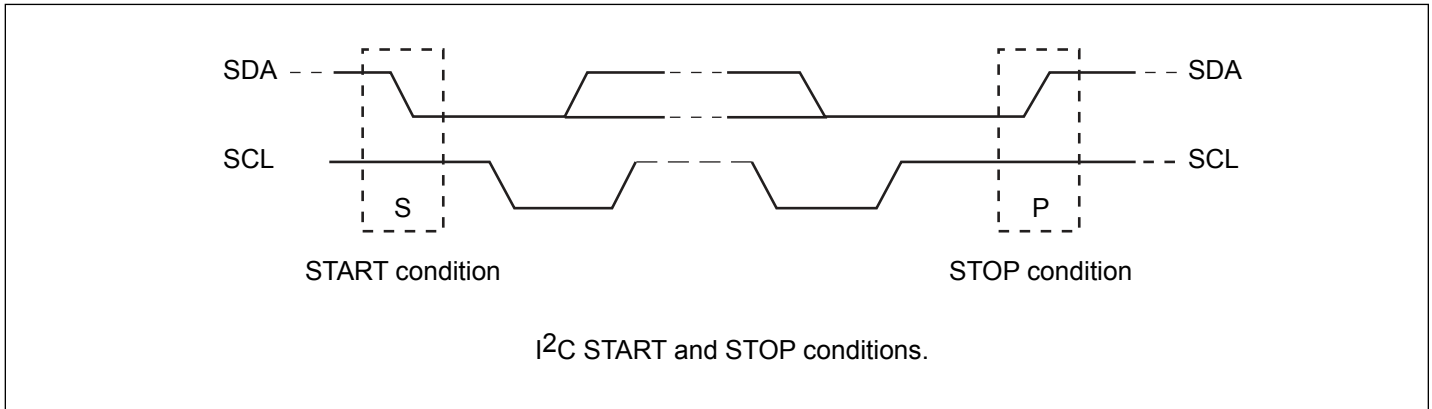 SDA SDA
SCL SCL
S P
START condition STOP condition
I²C START and STOP conditions.